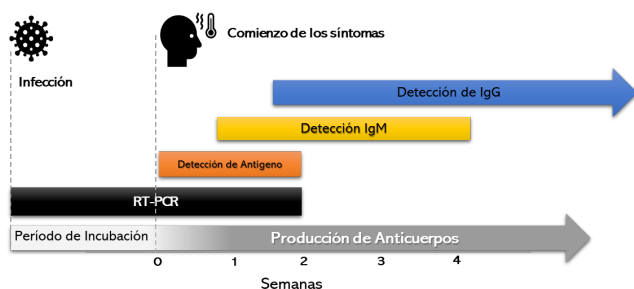 Comienzo de los síntomas
Infección
Detección de IgG
Detección IgM
Detección de Antígeno
RT-PCR
Período de Incubación
Producción de Anticuerpos
0 1 2 3 4
Semanas